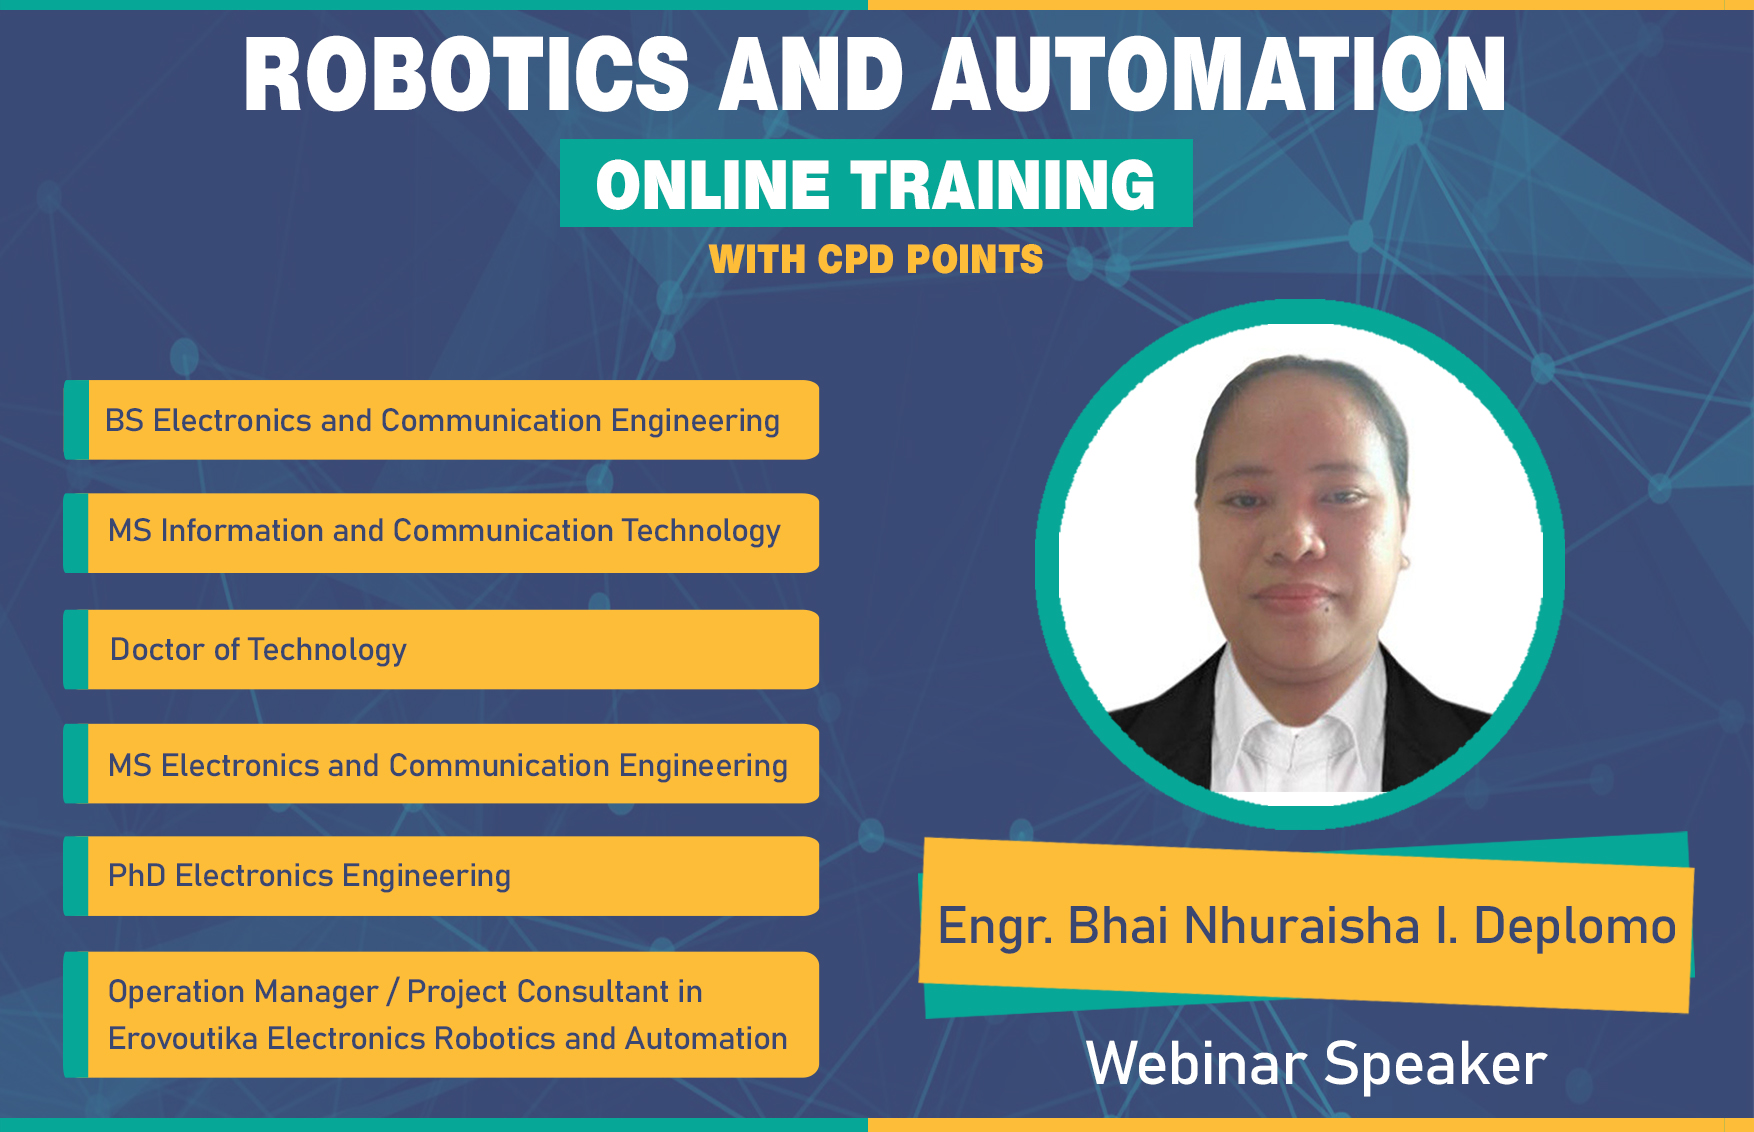 ROBOTICS AND AUTOMATION
ONLINE TRAINING
WITH CPD POINTS
BS Electronics and Communication Engineering
MS Information and Communication Technology
Doctor of Technology
MS Electronics and Communication Engineering
PhD Electronics Engineering
Operation Manager / Project Consultant in
Erovoutika Electronics Robotics and Automation
Engr. Bhai Nhuraisha I. Deplomo
Webinar Speaker